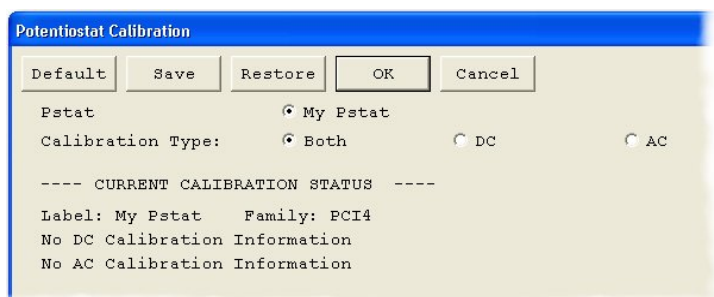 Potentiostat Calibration
Default Save Restore OK Cancel
Pstat My Pstat
Calibration Type: Both DC AC
---- CURRENT CALIBRATION STATUS ----
Label: My Pstat Family: PCI4
No DC Calibration Information
No AC Calibration Information